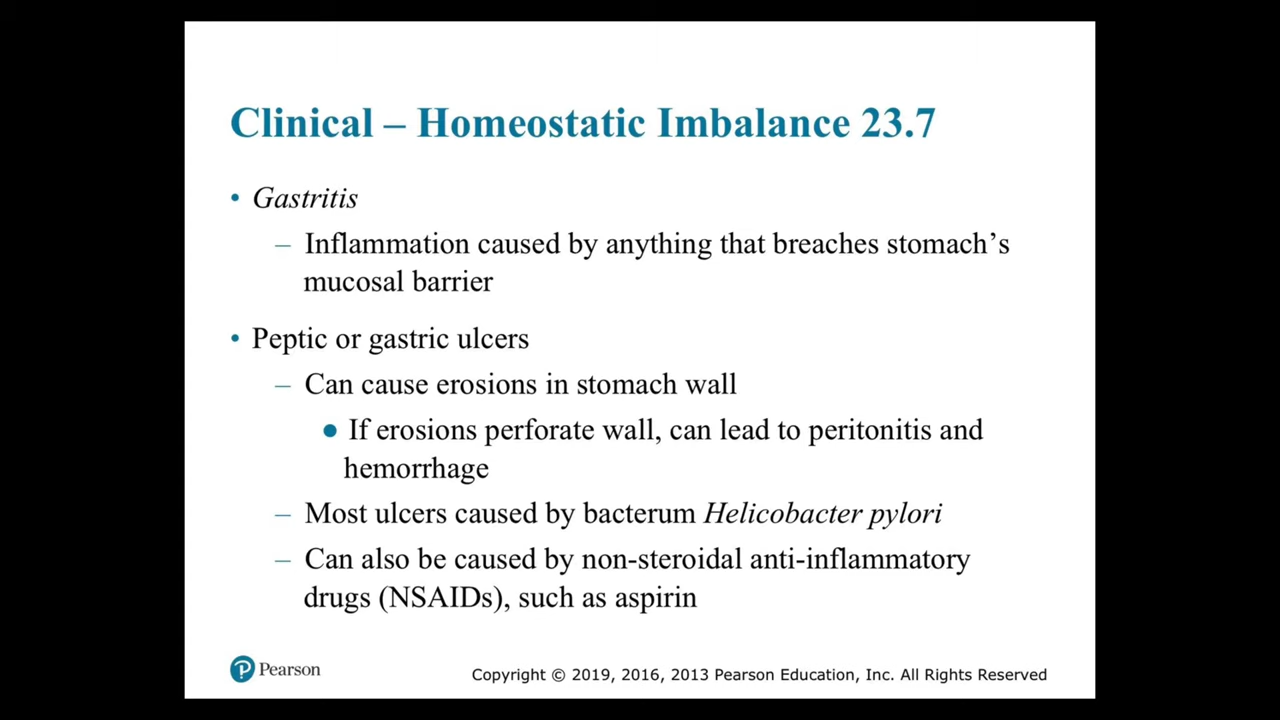 Clinical – Homeostatic Imbalance 23.7
• Gastritis
– Inflammation caused by anything that breaches stomach’s
mucosal barrier
• Peptic or gastric ulcers
– Can cause erosions in stomach wall
● If erosions perforate wall, can lead to peritonitis and
hemorrhage
– Most ulcers caused by bacterum Helicobacter pylori
– Can also be caused by non-steroidal anti-inflammatory
drugs (NSAIDs), such as aspirin
Pearson
Copyright © 2019, 2016, 2013 Pearson Education, Inc. All Rights Reserved